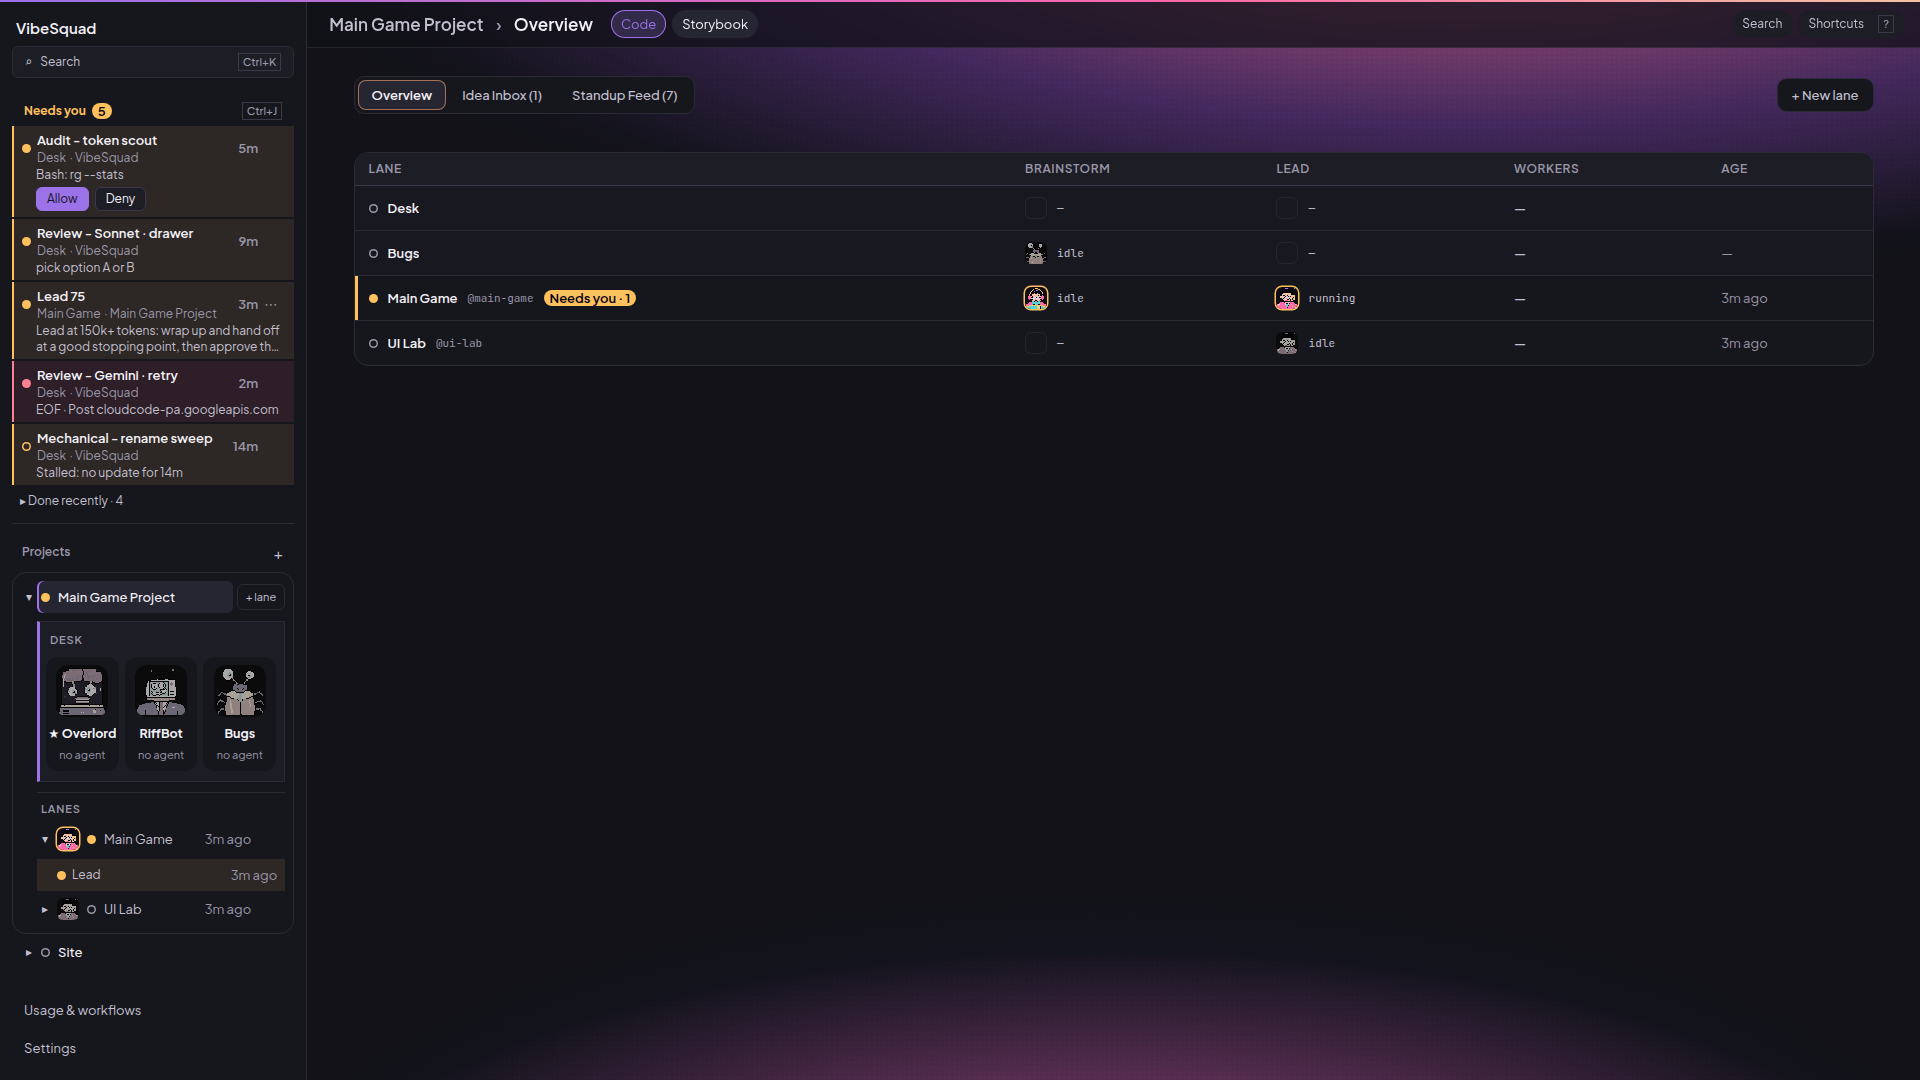 VibeSquad
Search Ctrl+K
Needs you 5 Ctrl+J
Audit – token scout 5m
Desk · VibeSquad
Bash: rg --stats
Allow Deny
Review – Sonnet · drawer 9m
Desk · VibeSquad
pick option A or B
Lead 75 3m ···
Main Game · Main Game Project
Lead at 150k+ tokens: wrap up and hand off
at a good stopping point, then approve th…
Review – Gemini · retry 2m
Desk · VibeSquad
EOF · Post cloudcode-pa.googleapis.com
Mechanical – rename sweep 14m
Desk · VibeSquad
Stalled: no update for 14m
▸ Done recently · 4
Projects +
Main Game Project + lane
DESK
★ Overlord RiffBot Bugs
no agent no agent no agent
LANES
Main Game 3m ago
Lead 3m ago
UI Lab 3m ago
Site
Usage & workflows
Settings
Main Game Project › Overview Code Storybook Search Shortcuts ?
Overview Idea Inbox (1) Standup Feed (7) + New lane
LANE BRAINSTORM LEAD WORKERS AGE
Desk – – —
Bugs idle – — —
Main Game @main-game Needs you · 1 idle running — 3m ago
UI Lab @ui-lab – idle — 3m ago